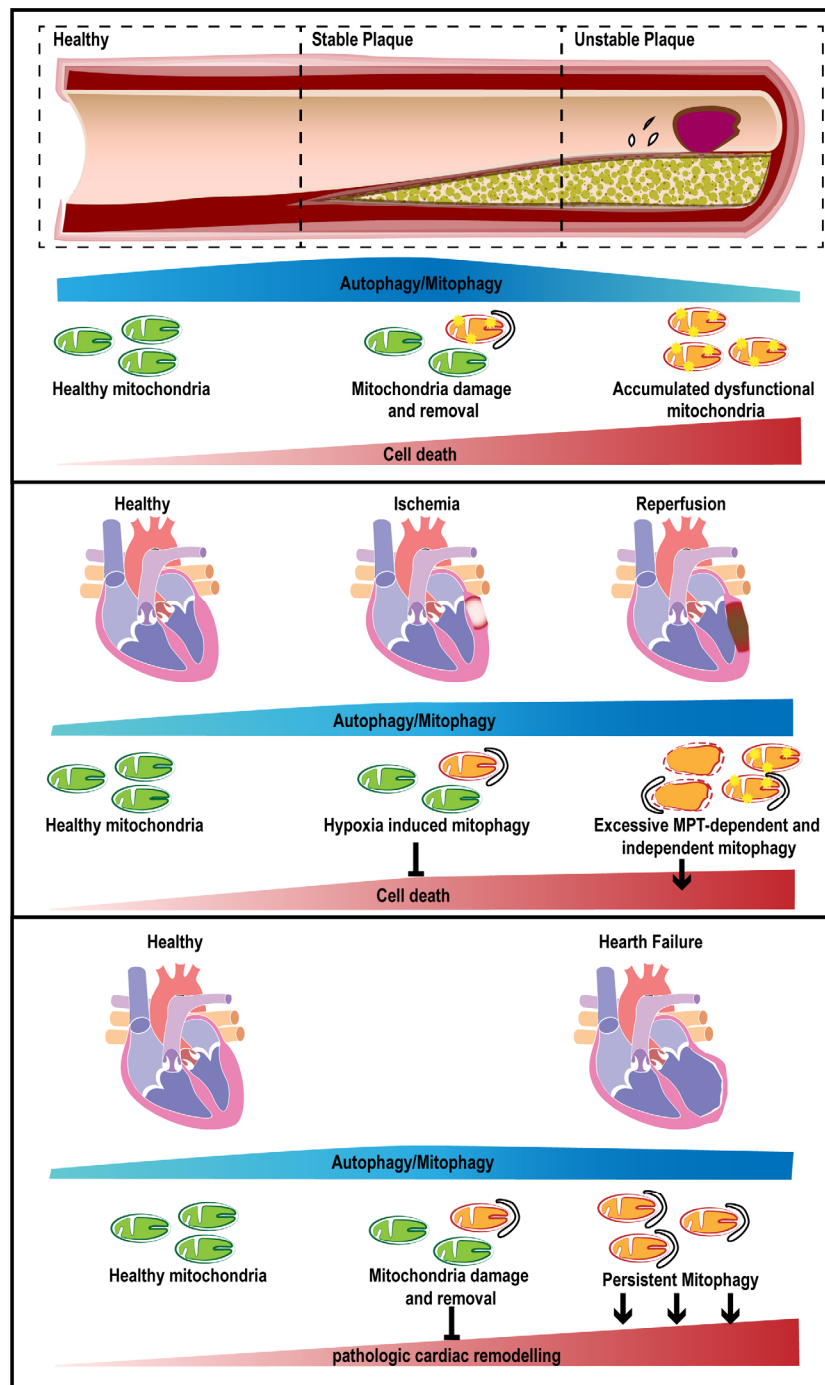 Healthy
Stable Plaque
Unstable Plaque
Autophagy/Mitophagy
Healthy mitochondria
Mitochondria damage
and removal
Accumulated dysfunctional
mitochondria
Cell death
Healthy
Ischemia
Reperfusion
Autophagy/Mitophagy
Healthy mitochondria
Hypoxia induced mitophagy
Excessive MPT-dependent and
independent mitophagy
Cell death
Healthy
Hearth Failure
Autophagy/Mitophagy
Healthy mitochondria
Mitochondria damage
and removal
Persistent Mitophagy
pathologic cardiac remodelling